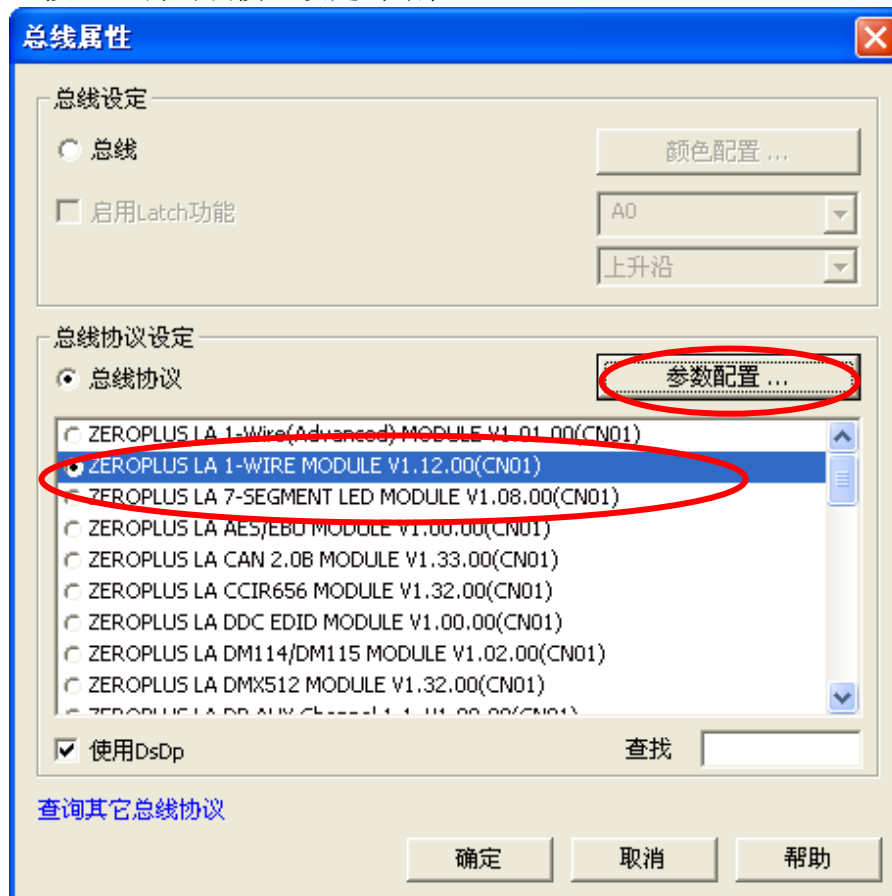 总线属性
总线设定
总线
颜色配置 ...
启用Latch功能
A0
上升沿
总线协议设定
总线协议
参数配置 ...
ZEROPLUS LA 1-Wire(Advanced) MODULE V1.01.00(CN01)
ZEROPLUS LA 1-WIRE MODULE V1.12.00(CN01)
ZEROPLUS LA 7-SEGMENT LED MODULE V1.08.00(CN01)
ZEROPLUS LA AES/EBU MODULE V1.00.00(CN01)
ZEROPLUS LA CAN 2.0B MODULE V1.33.00(CN01)
ZEROPLUS LA CCIR656 MODULE V1.32.00(CN01)
ZEROPLUS LA DDC EDID MODULE V1.00.00(CN01)
ZEROPLUS LA DM114/DM115 MODULE V1.02.00(CN01)
ZEROPLUS LA DMX512 MODULE V1.32.00(CN01)
使用DsDp
查找
查询其它总线协议
确定
取消
帮助